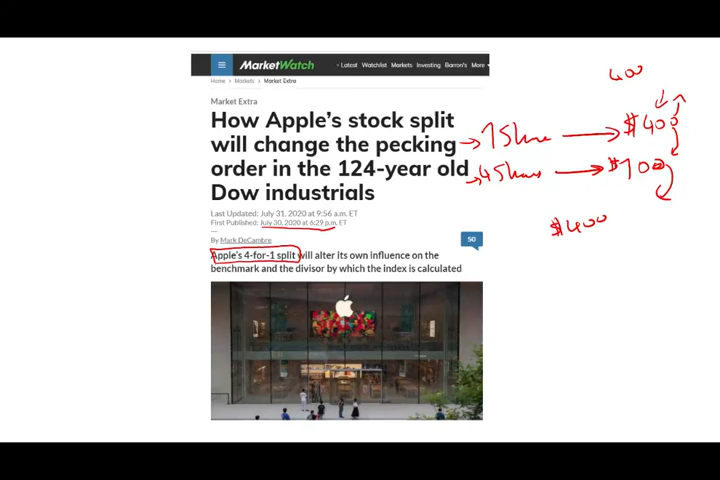 MarketWatch
Latest Watchlist Markets Investing Barron's More
Home > Markets > Market Extra
Market Extra
How Apple's stock split
will change the pecking
order in the 124-year old
Dow industrials
Last Updated: July 31, 2020 at 9:56 a.m. ET
First Published: July 30, 2020 at 6:29 p.m. ET
By Mark DeCambre
50
Apple's 4-for-1 split will alter its own influence on the
benchmark and the divisor by which the index is calculated
400
1 Share → $400
4 Shares → $100
$400